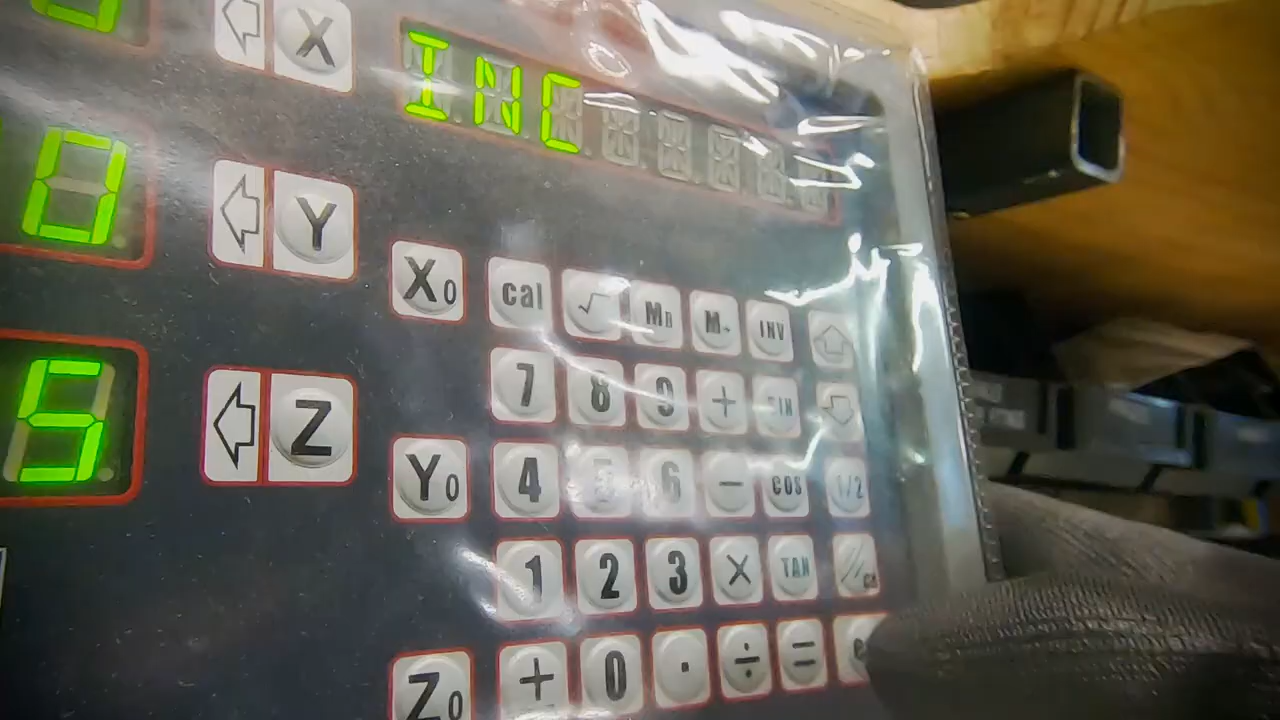 X INC
0
Y
X0 cal √ INV
7 8 9 +
5
Z
Y0 4 5 6 - COS 1/2
1 2 3 X TAN
Z0 +- 0 . ÷ =